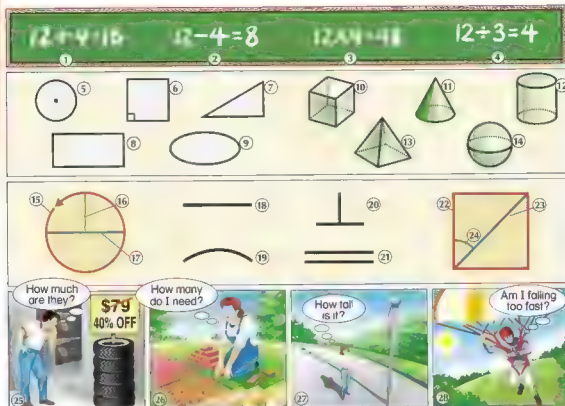 12+4=16 12-4=8 12×4=48 12÷3=4
1 2 3 4
5 6 7 10 11 12
8 9 13 14
15 16 18 20 22 23
17 19 21 24
How much
are they?
$79
40% OFF
25
How many
do I need?
26
How tall
is it?
27
Am I falling
too fast?
28